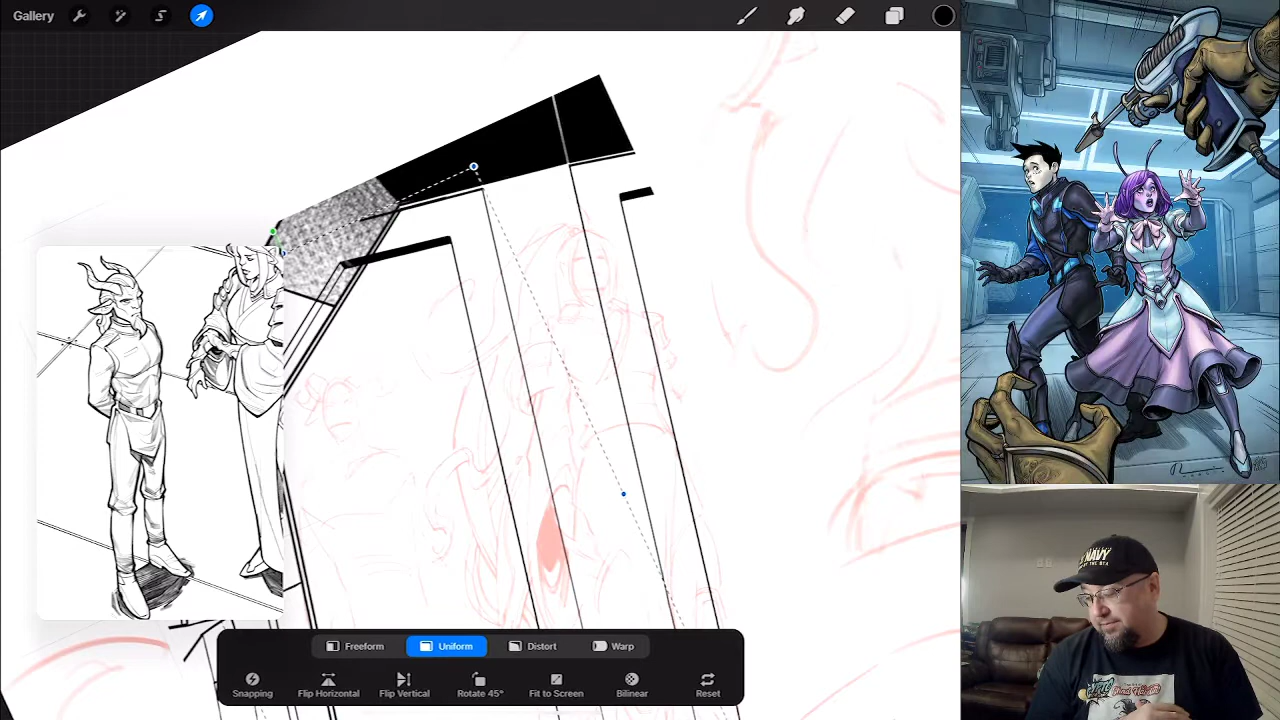 Gallery
Freeform Uniform Distort Warp
Snapping Flip Horizontal Flip Vertical Rotate 45° Fit to Screen Bilinear Reset
NAVY